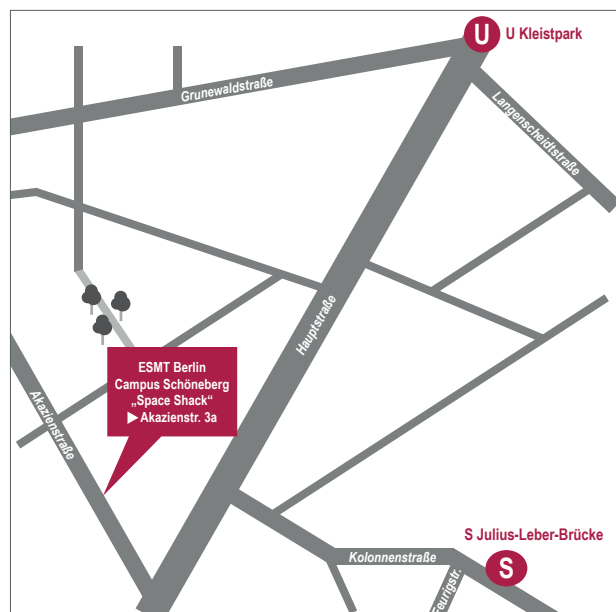 U
U Kleistpark
Grunewaldstraße
Langenscheidtstraße
Hauptstraße
ESMT Berlin
Campus Schöneberg
„Space Shack“
▶ Akazienstr. 3a
Akazienstraße
S Julius-Leber-Brücke
Kolonnenstraße
S
Feurigstr.